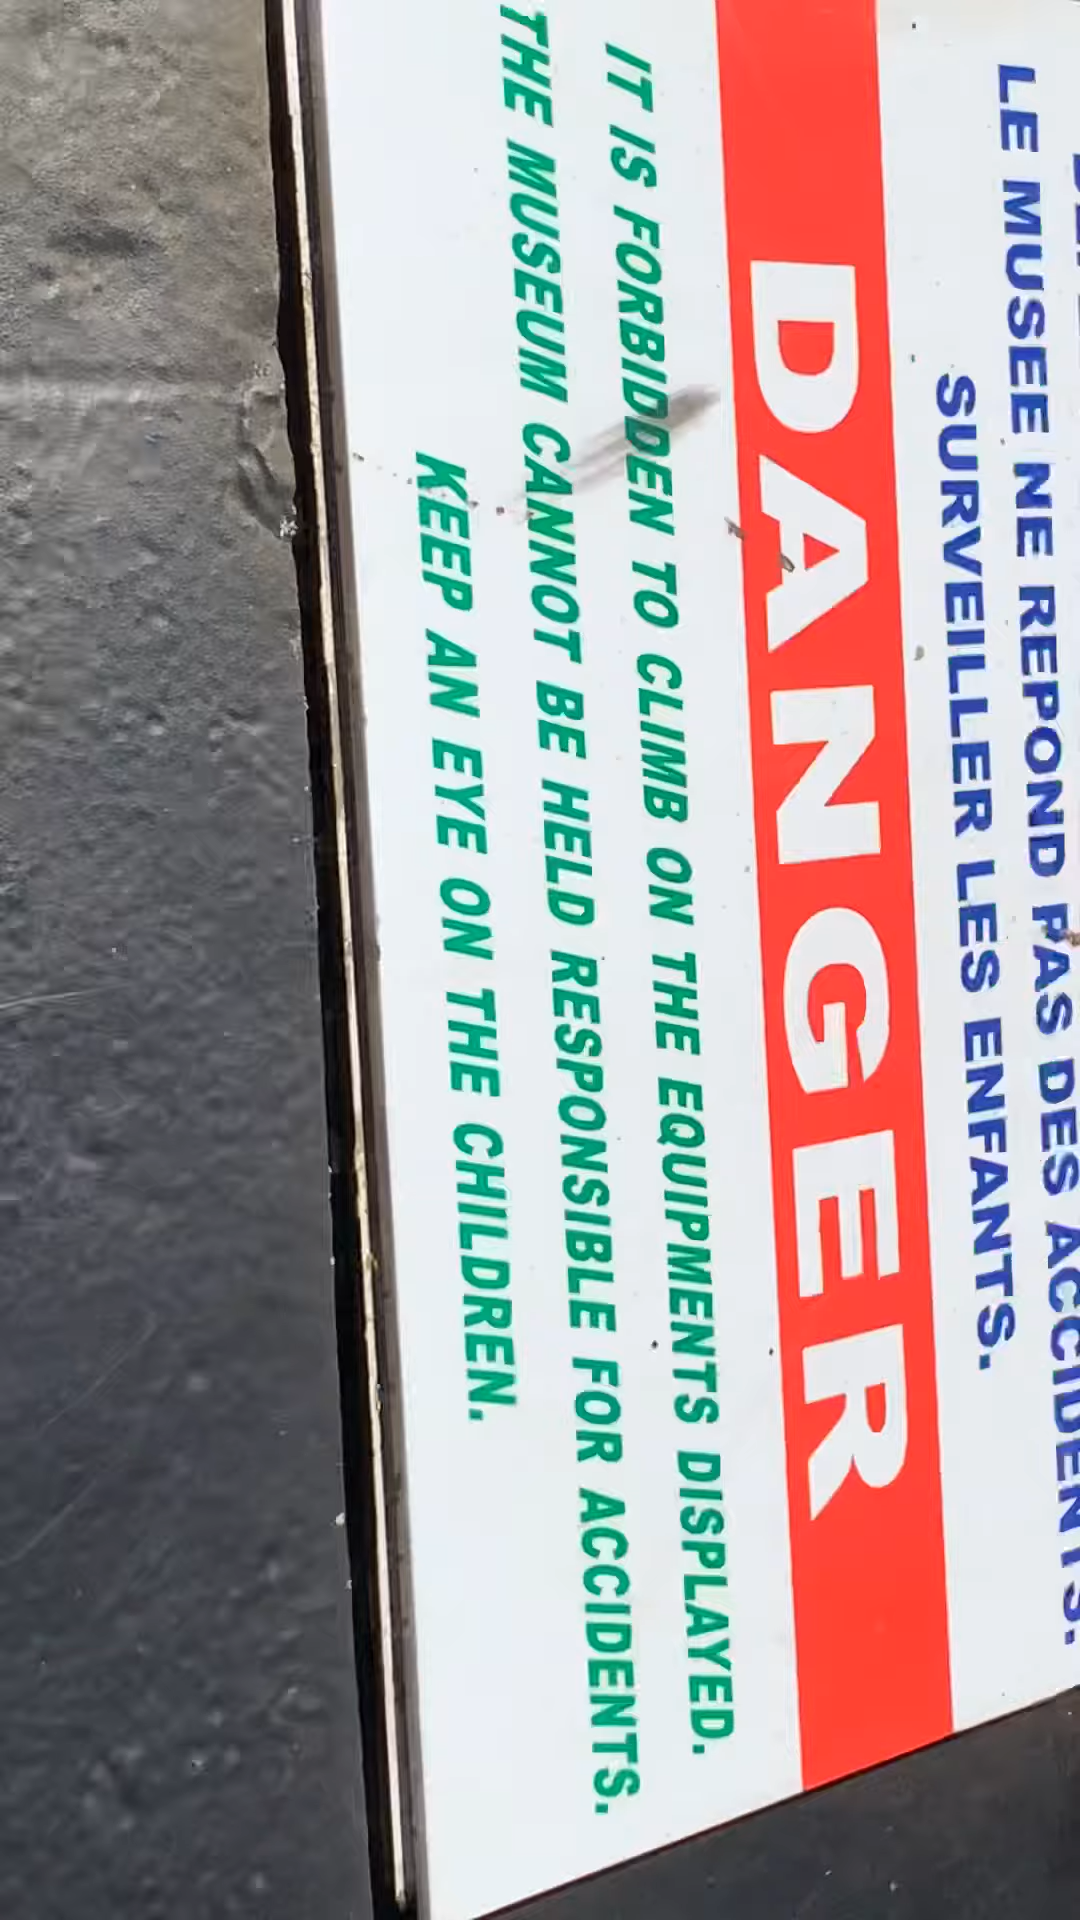 LE MUSEE NE REPOND PAS DES ACCIDENTS.
SURVEILLER LES ENFANTS.
DANGER
IT IS FORBIDDEN TO CLIMB ON THE EQUIPMENTS DISPLAYED.
THE MUSEUM CANNOT BE HELD RESPONSIBLE FOR ACCIDENTS.
KEEP AN EYE ON THE CHILDREN.